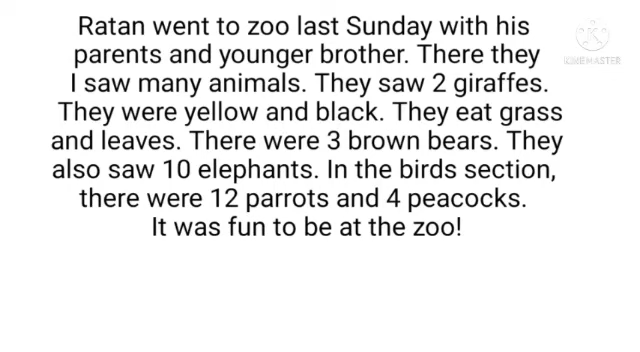 Ratan went to zoo last Sunday with his
parents and younger brother. There they
I saw many animals. They saw 2 giraffes.
They were yellow and black. They eat grass
and leaves. There were 3 brown bears. They
also saw 10 elephants. In the birds section,
there were 12 parrots and 4 peacocks.
It was fun to be at the zoo!
KINEMASTER